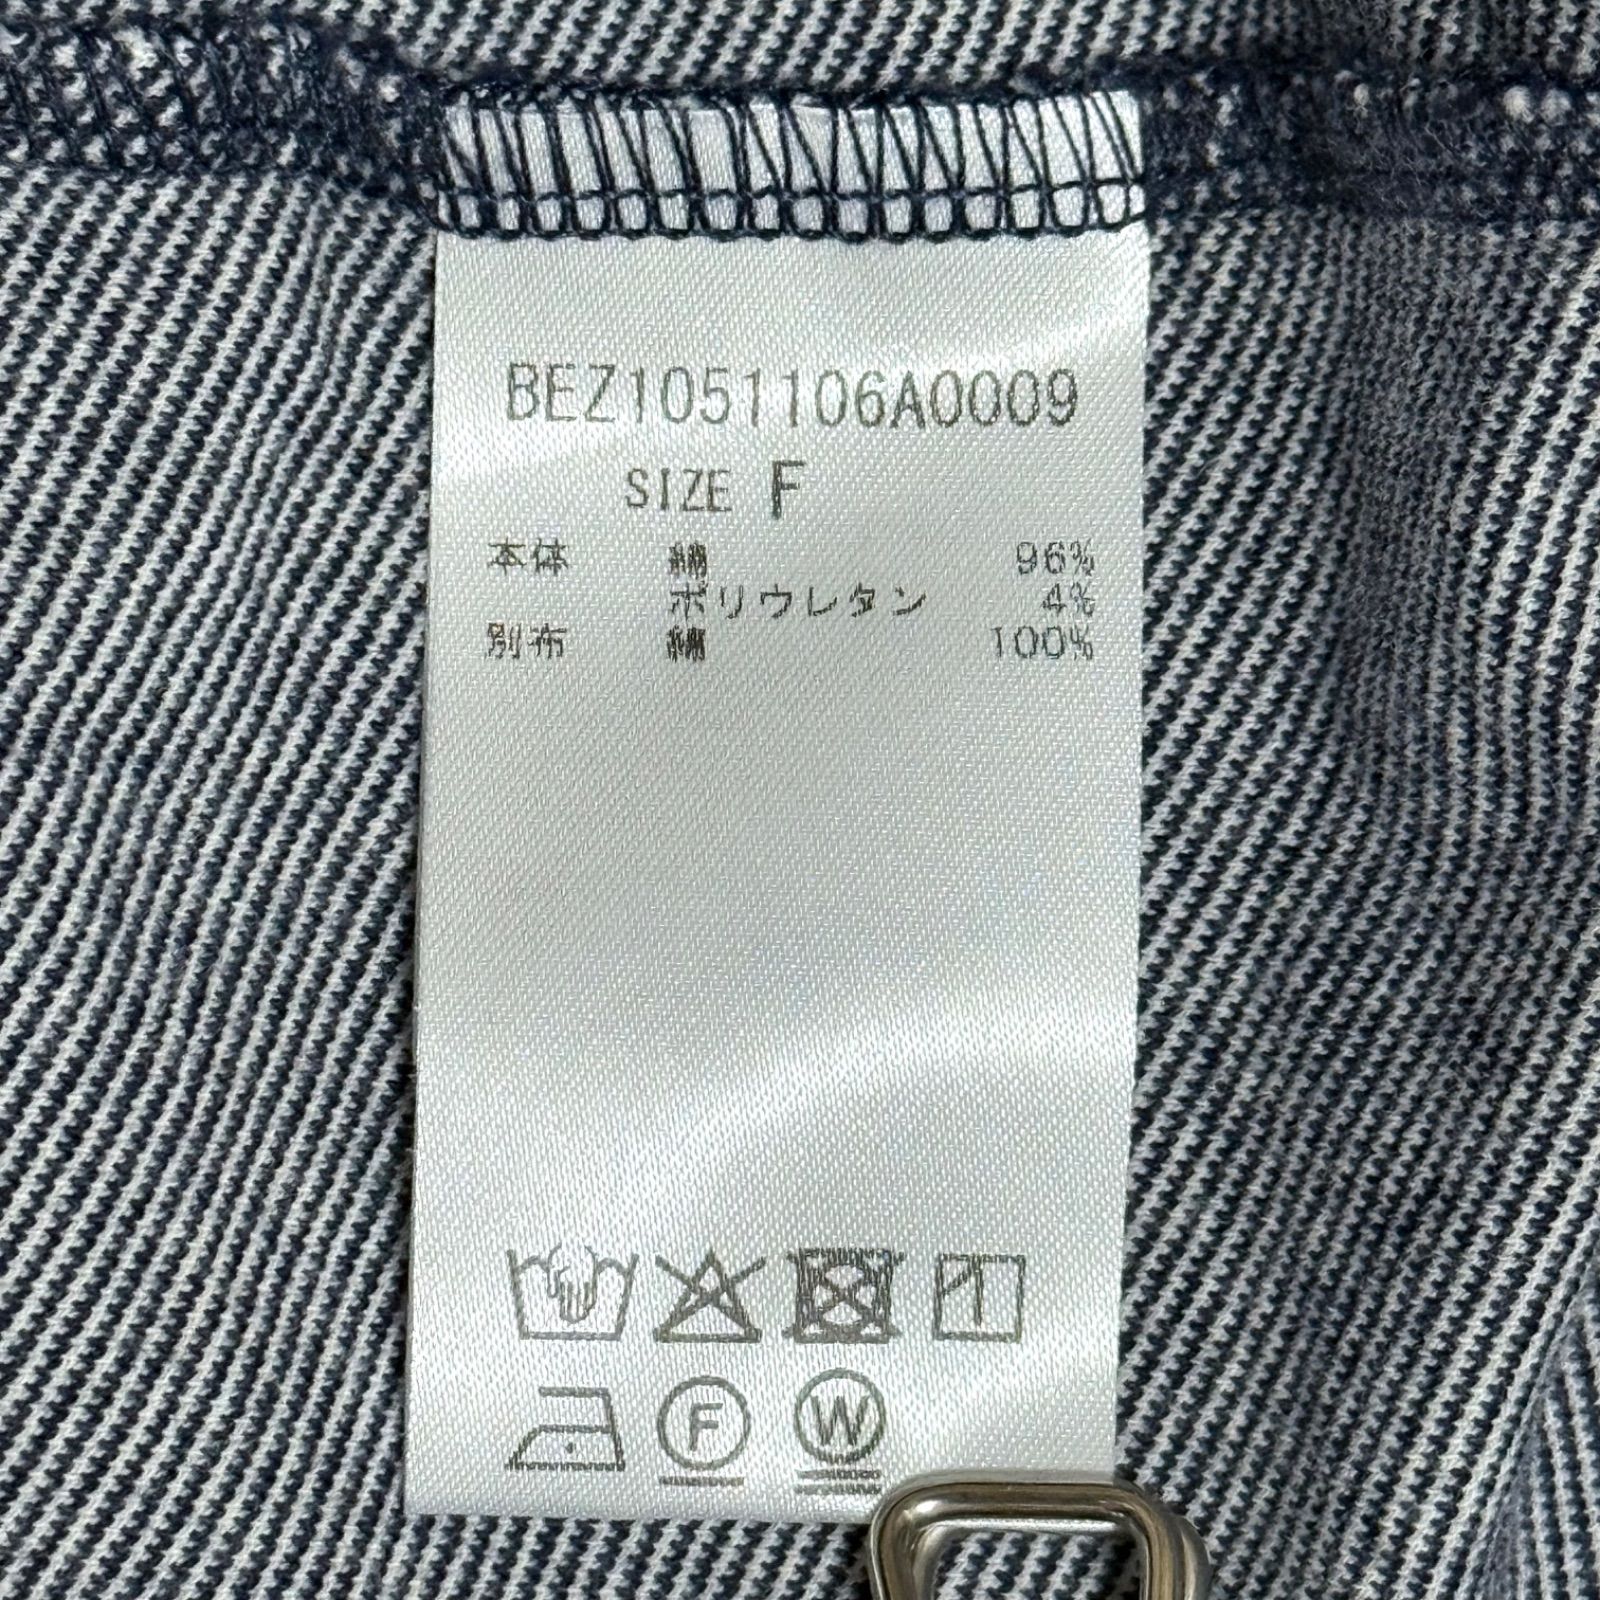 BEZ1051106A0009
SIZE F
本体 綿 96%
ポリウレタン 4%
別布 綿 100%
F
W